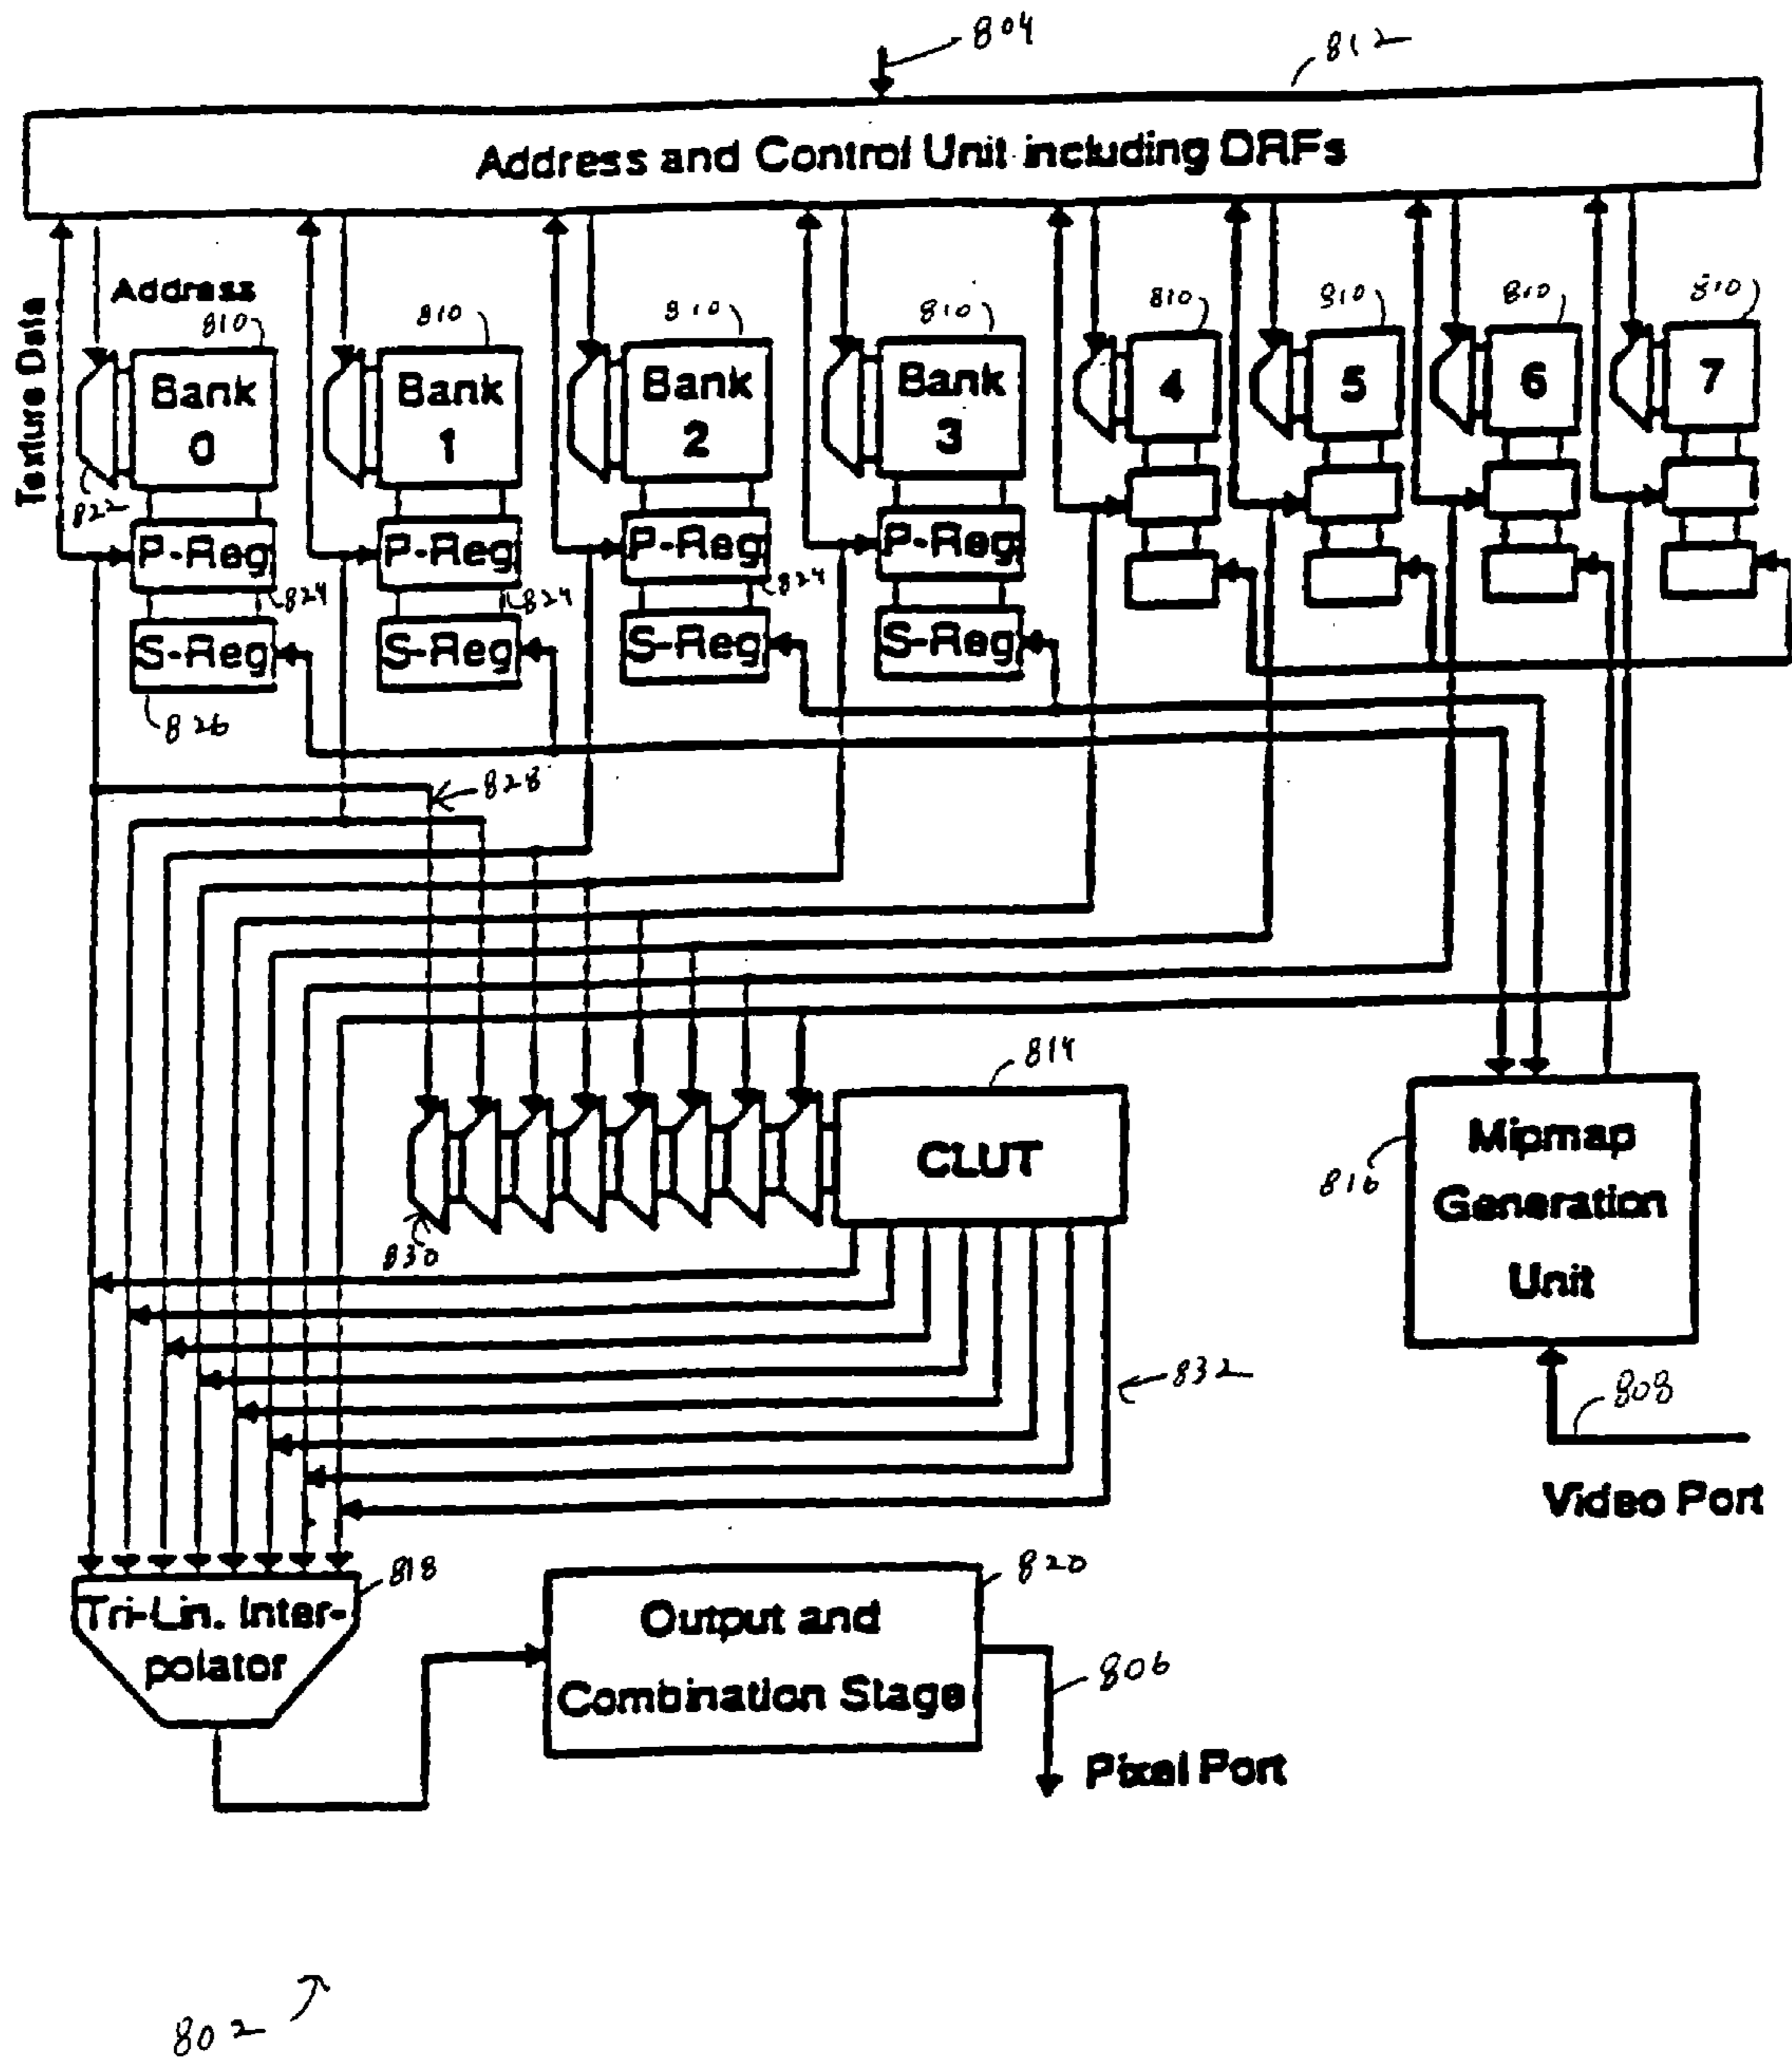 804
812
Address and Control Unit including DRFs
Texture Data
Address
810
810
810
810
810
810
810
810
Bank 0
Bank 1
Bank 2
Bank 3
4
5
6
7
822
P-Reg
P-Reg
P-Reg
P-Reg
824
824
824
S-Reg
S-Reg
S-Reg
S-Reg
826
828
814
CLUT
830
816
Mipmap
Generation
Unit
832
808
Video Port
818
Tri-Lin. Inter-
polator
820
Output and
Combination Stage
806
Pixel Port
802